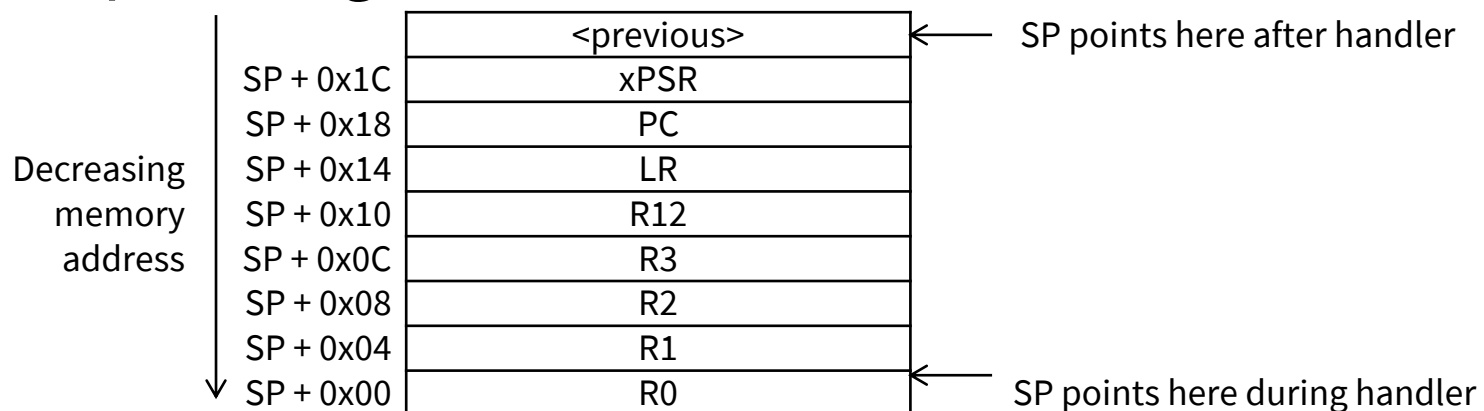 <previous>
SP points here after handler
SP + 0x1C
xPSR
SP + 0x18
PC
Decreasing
memory
address
SP + 0x14
LR
SP + 0x10
R12
SP + 0x0C
R3
SP + 0x08
R2
SP + 0x04
R1
SP + 0x00
R0
SP points here during handler